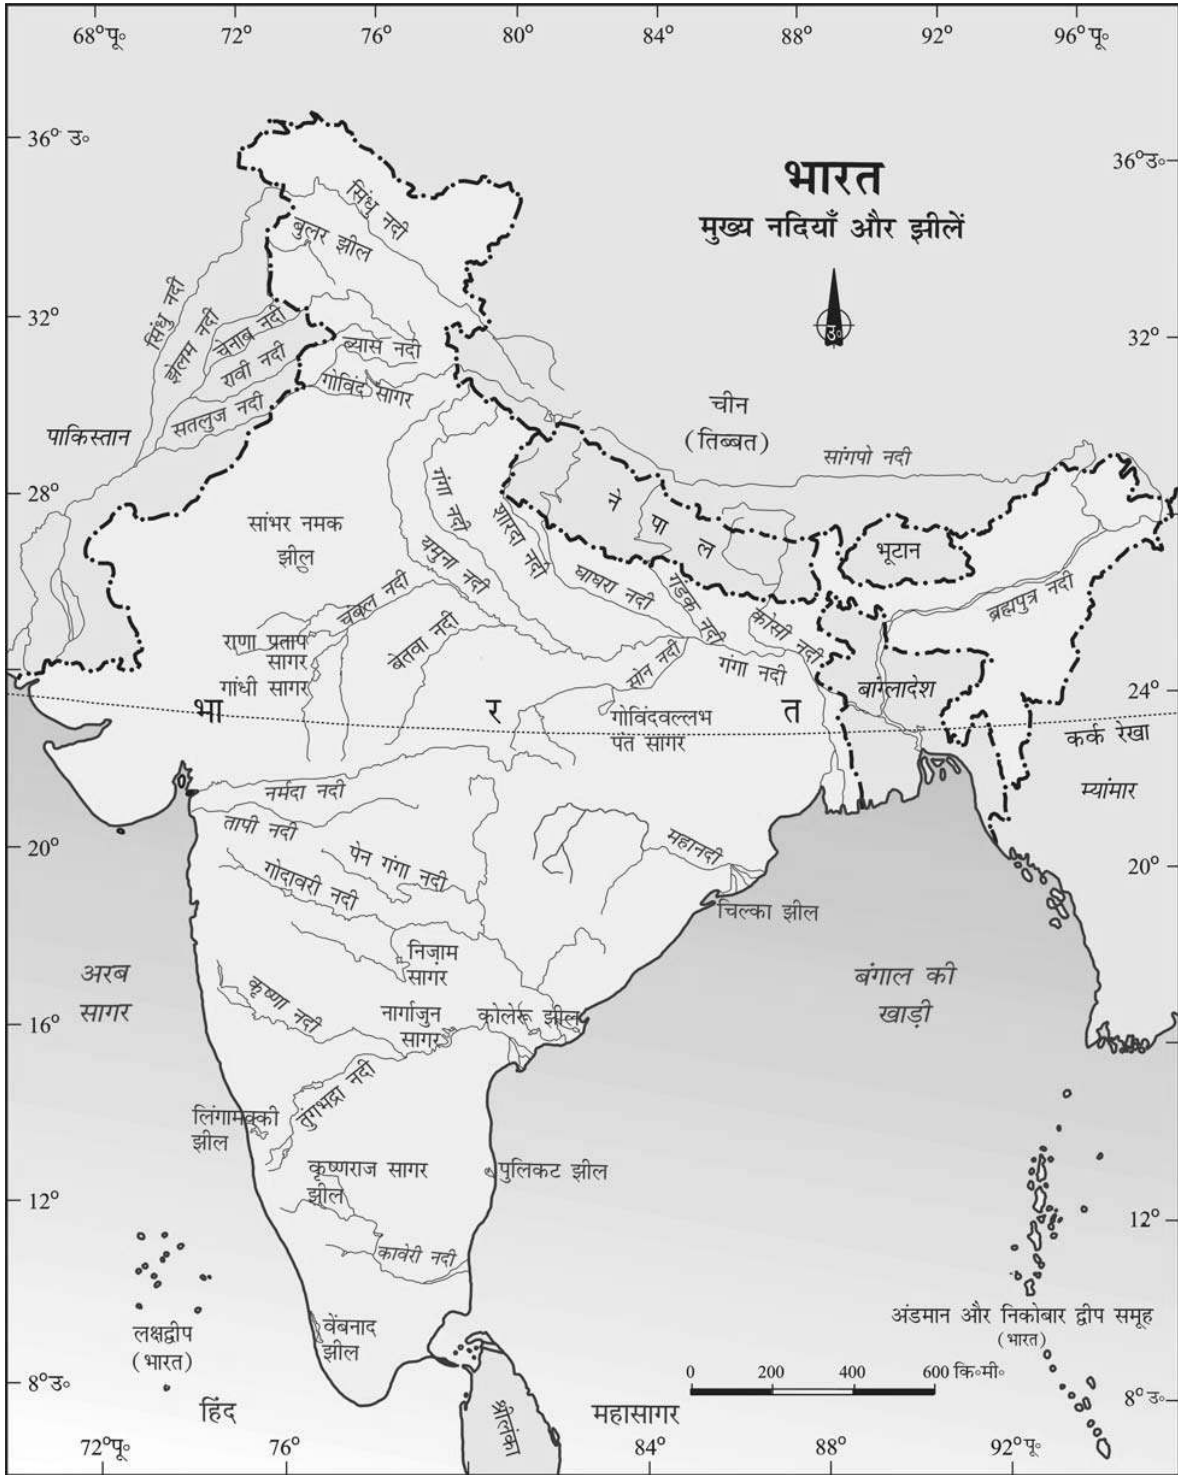 68°पू॰ 72° 76° 80° 84° 88° 92° 96°पू॰
36° उ॰
36°उ॰
भारत
मुख्य नदियाँ और झीलें
उ॰
सिंधु नदी
बुलर झील
32°
32°
सिंधु नदी
झेलम नदी
चेनाब नदी
रावी नदी
सतलुज नदी
ब्यास नदी
गोविंद सागर
पाकिस्तान
चीन
(तिब्बत)
सांगपो नदी
28°
28°
सांभर नमक
झील
गंगा नदी
यमुना नदी
शारदा नदी
नेपाल
भूटान
घाघरा नदी
गंडक नदी
कोसी नदी
ब्रह्मपुत्र नदी
चंबल नदी
बेतवा नदी
राणा प्रताप
सागर
गांधी सागर
सोन नदी
गंगा नदी
बांग्लादेश
24°
भारत
गोविंदवल्लभ
पंत सागर
कर्क रेखा
म्यांमार
नर्मदा नदी
तापी नदी
20°
20°
पेन गंगा नदी
गोदावरी नदी
महानदी
चिल्का झील
निज़ाम
सागर
अरब
सागर
बंगाल की
खाड़ी
कृष्णा नदी
नार्गाजुन
सागर
कोलेरू झील
16°
तुंगभद्रा नदी
लिंगामक्की
झील
कृष्णराज सागर
झील
पुलिकट झील
12°
12°
कावेरी नदी
वेंबनाद
झील
लक्षद्वीप
(भारत)
अंडमान और निकोबार द्वीप समूह
(भारत)
0 200 400 600 कि॰मी॰
8°उ॰
8°उ॰
हिंद
महासागर
श्रीलंका
72°पू॰ 76° 84° 88° 92°पू॰